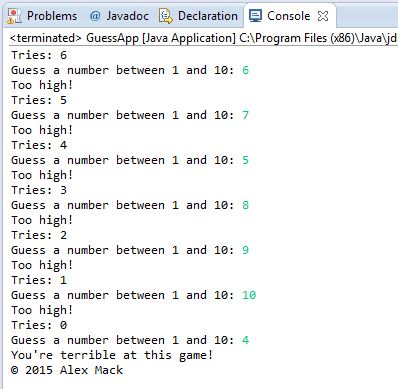 Problems @ Javadoc Declaration Console
<terminated> GuessApp [Java Application] C:\Program Files (x86)\Java\jd
Tries: 6
Guess a number between 1 and 10: 6
Too high!
Tries: 5
Guess a number between 1 and 10: 7
Too high!
Tries: 4
Guess a number between 1 and 10: 5
Too high!
Tries: 3
Guess a number between 1 and 10: 8
Too high!
Tries: 2
Guess a number between 1 and 10: 9
Too high!
Tries: 1
Guess a number between 1 and 10: 10
Too high!
Tries: 0
Guess a number between 1 and 10: 4
You're terrible at this game!
© 2015 Alex Mack